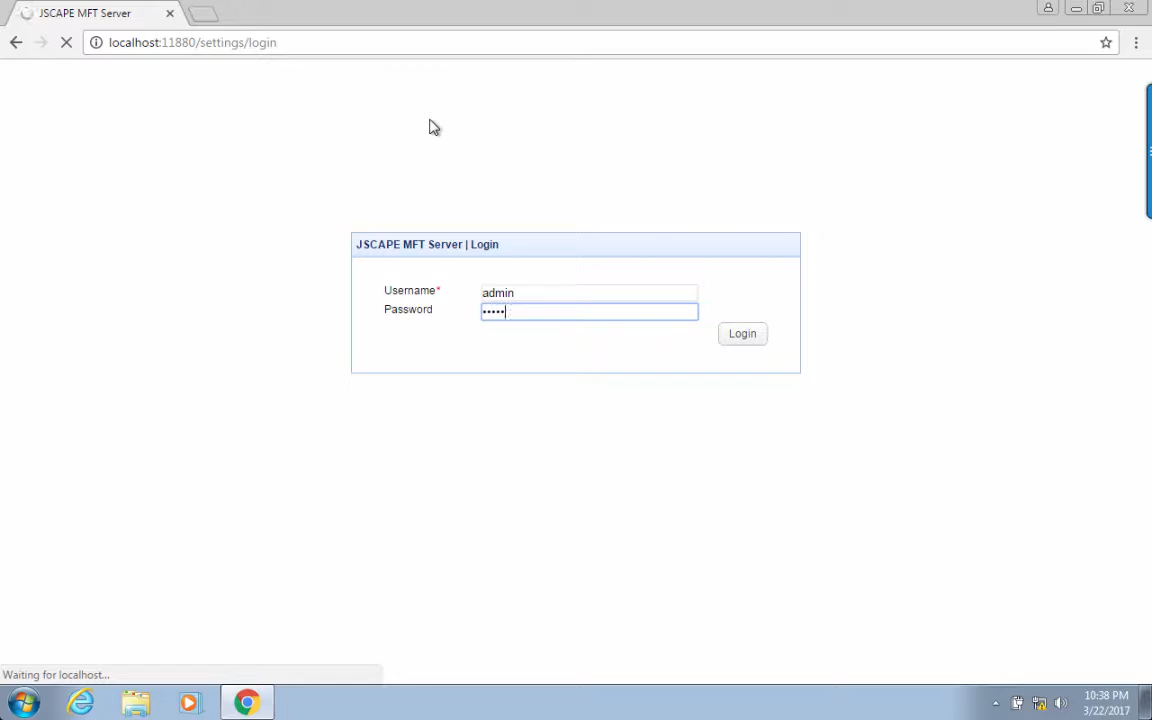 JSCAPE MFT Server
localhost:11880/settings/login
JSCAPE MFT Server | Login
Username*
admin
Password
•••••
Login
Waiting for localhost...
10:38 PM
3/22/2017